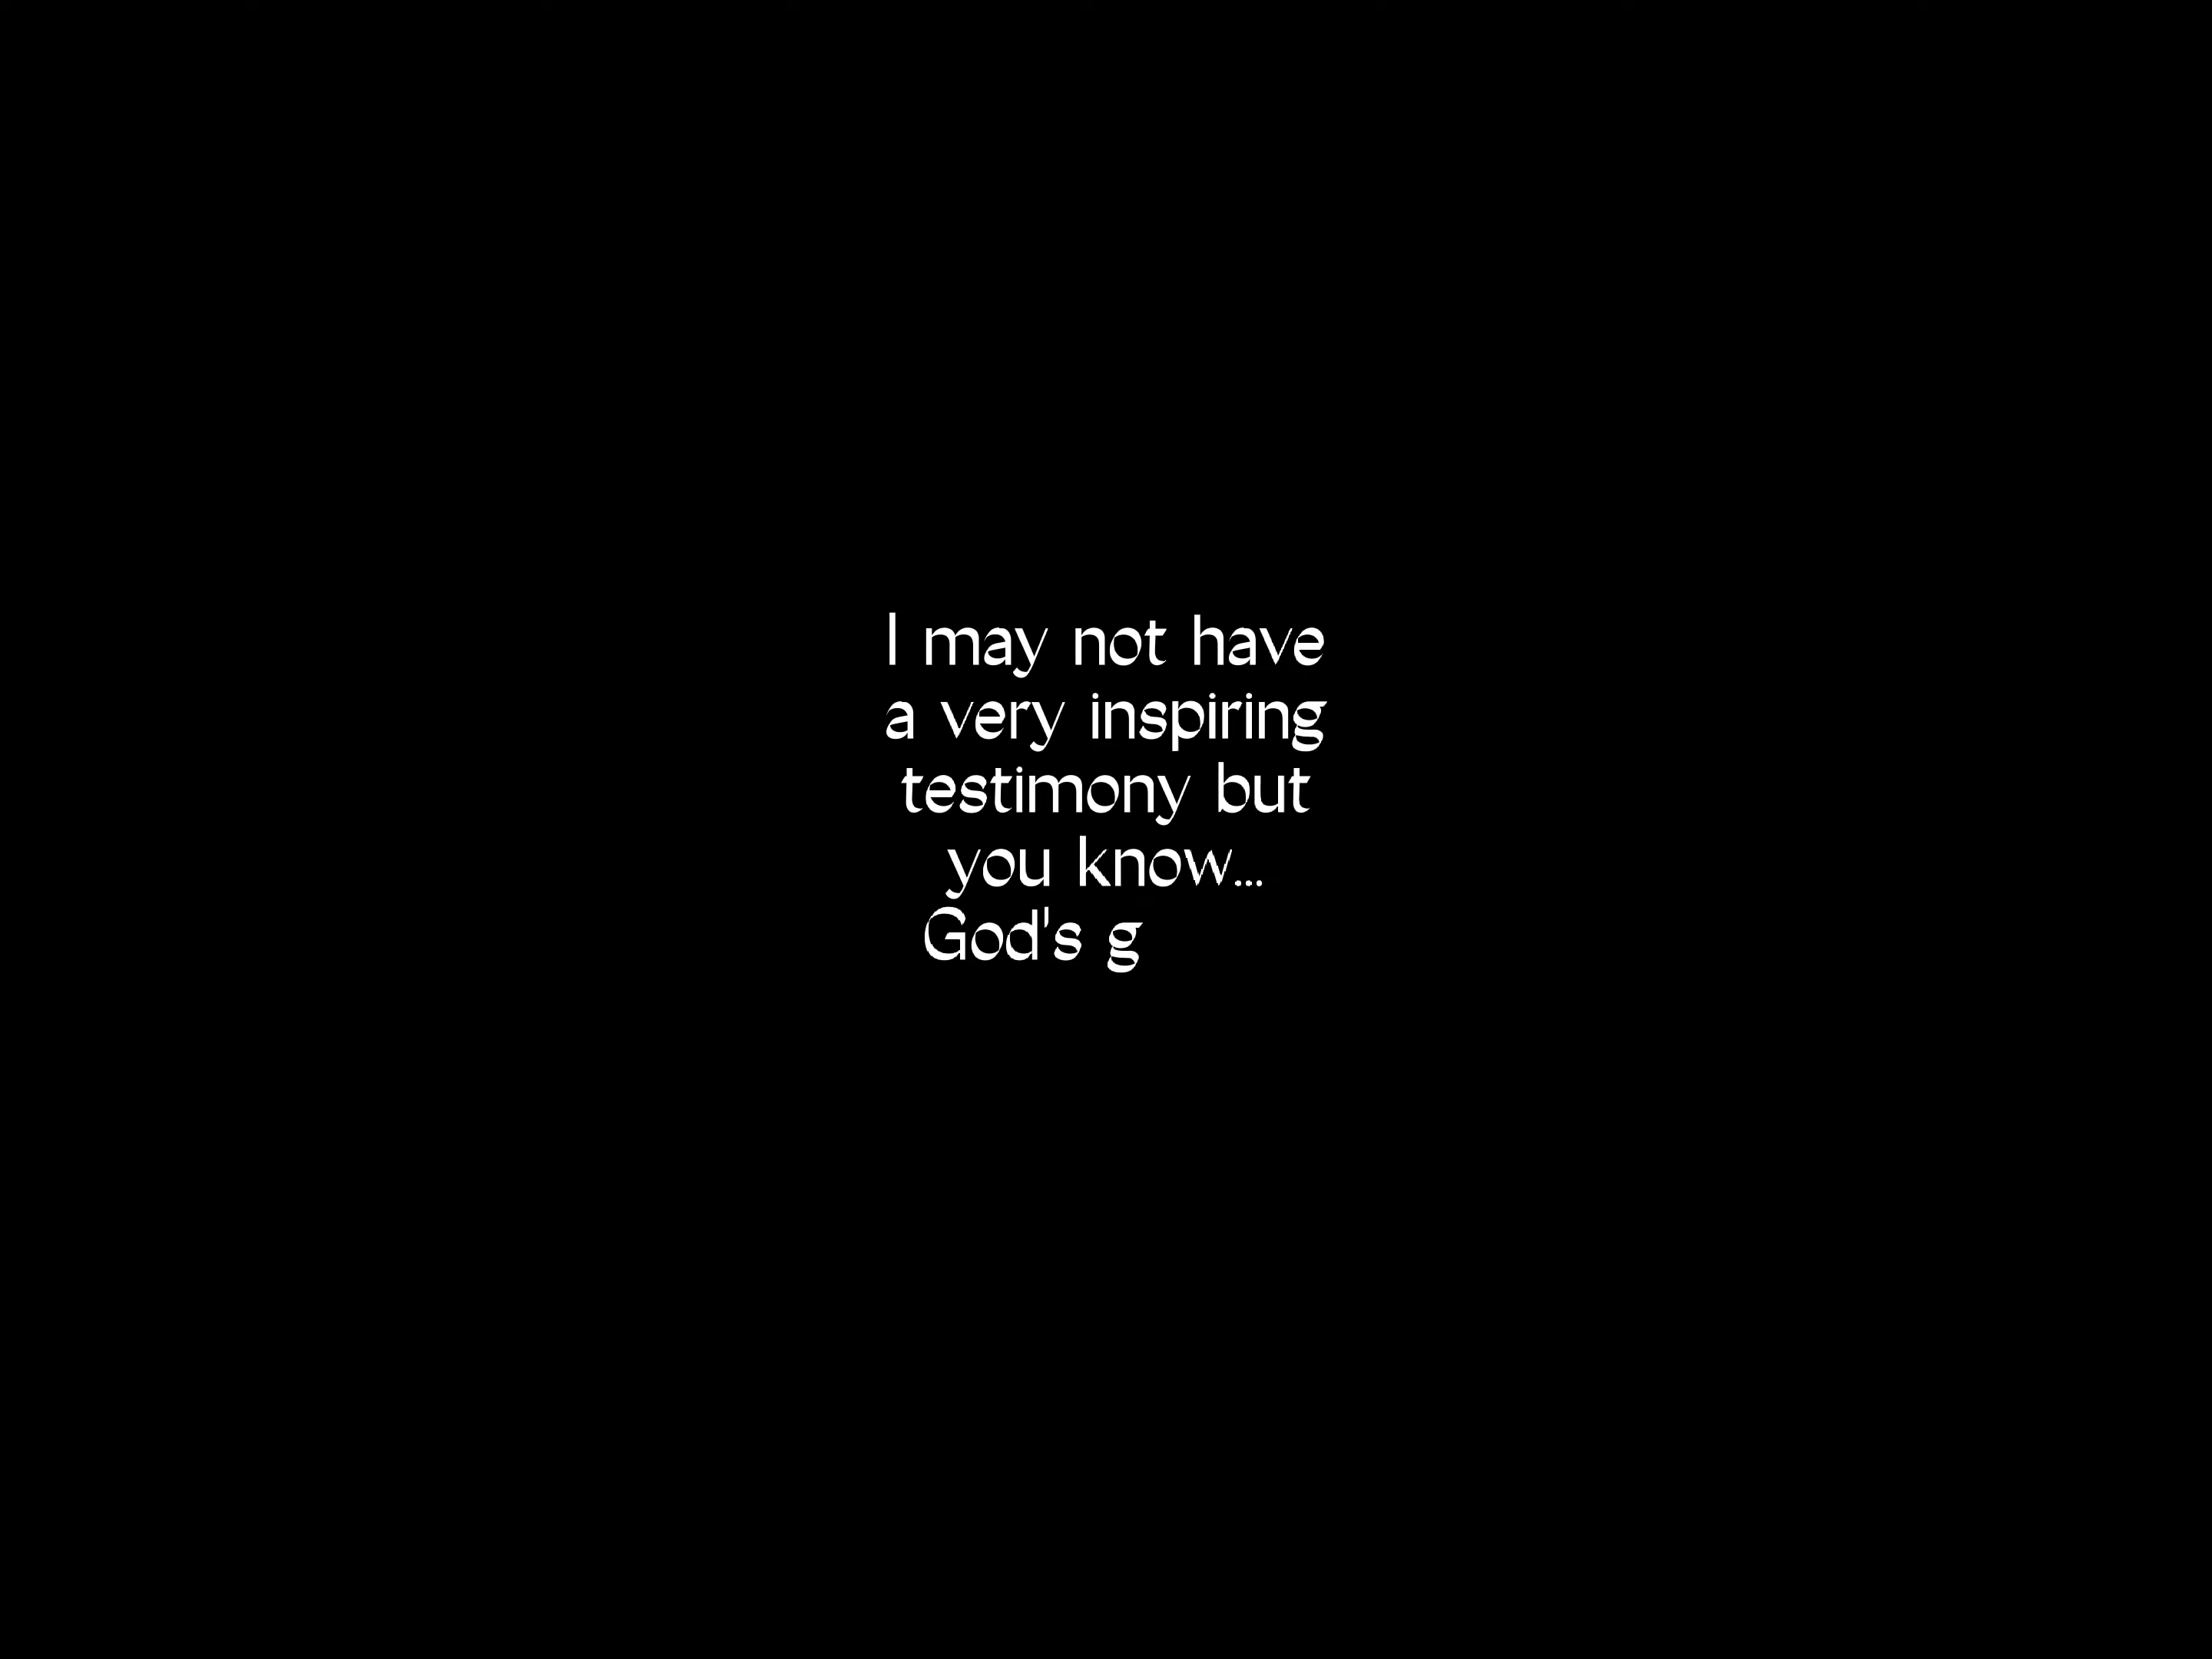 I may not have
a very inspiring
testimony but
you know...
God's g